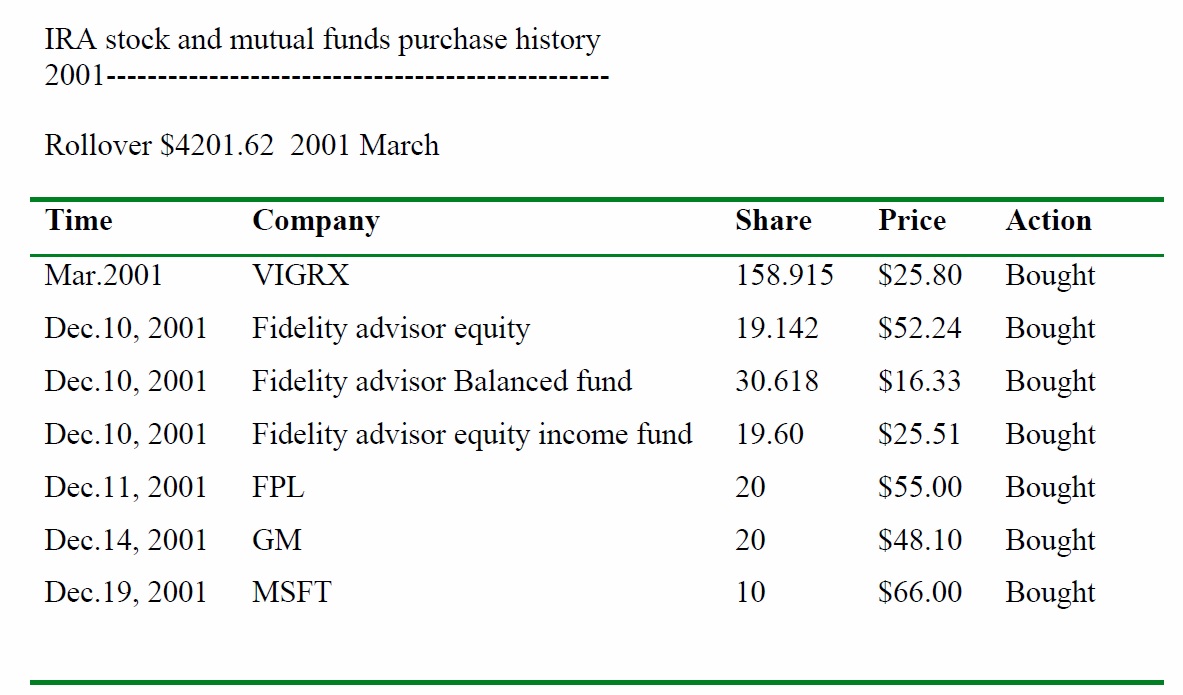 IRA stock and mutual funds purchase history
2001-------------------------------------------------
Rollover $4201.62  2001 March
Time Company Share Price Action
Mar.2001 VIGRX 158.915 $25.80 Bought
Dec.10, 2001 Fidelity advisor equity 19.142 $52.24 Bought
Dec.10, 2001 Fidelity advisor Balanced fund 30.618 $16.33 Bought
Dec.10, 2001 Fidelity advisor equity income fund 19.60 $25.51 Bought
Dec.11, 2001 FPL 20 $55.00 Bought
Dec.14, 2001 GM 20 $48.10 Bought
Dec.19, 2001 MSFT 10 $66.00 Bought